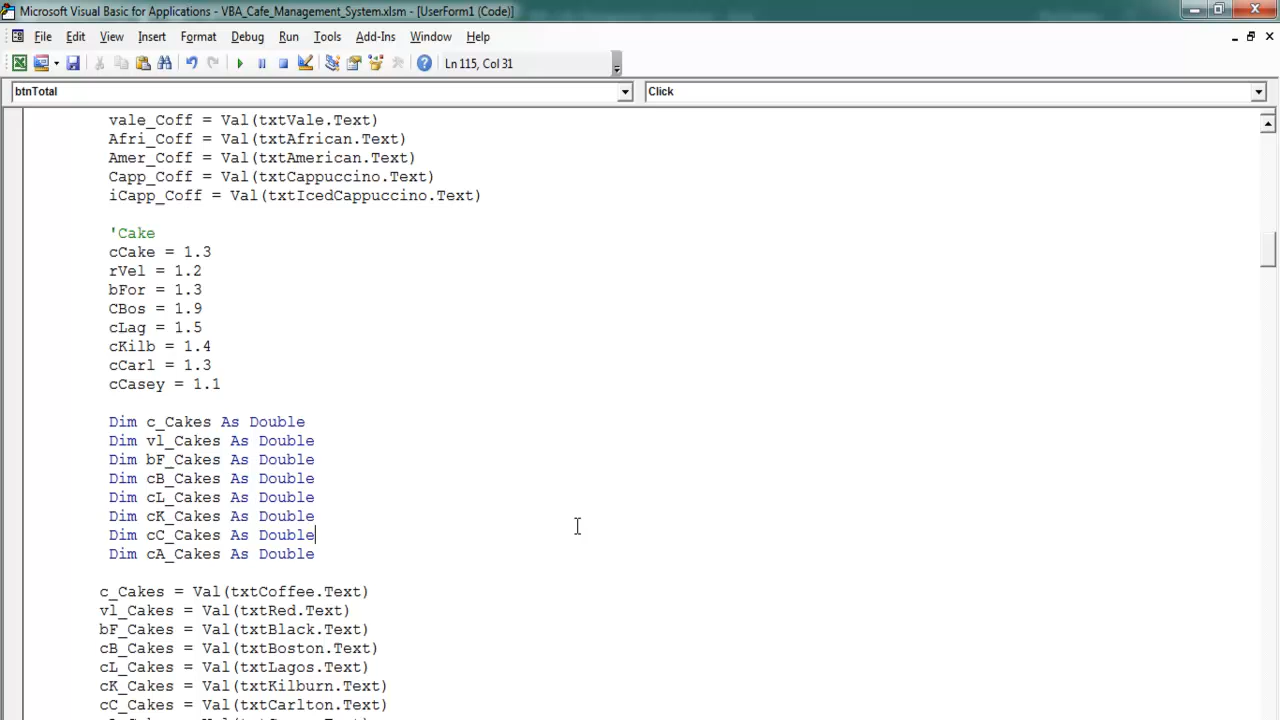 Microsoft Visual Basic for Applications - VBA_Cafe_Management_System.xlsm - [UserForm1 (Code)]
File Edit View Insert Format Debug Run Tools Add-Ins Window Help
Ln 115, Col 31
btnTotal Click
vale_Coff = Val(txtVale.Text)
Afri_Coff = Val(txtAfrican.Text)
Amer_Coff = Val(txtAmerican.Text)
Capp_Coff = Val(txtCappuccino.Text)
iCapp_Coff = Val(txtIcedCappuccino.Text)
'Cake
cCake = 1.3
rVel = 1.2
bFor = 1.3
CBos = 1.9
cLag = 1.5
cKilb = 1.4
cCarl = 1.3
cCasey = 1.1
Dim c_Cakes As Double
Dim vl_Cakes As Double
Dim bF_Cakes As Double
Dim cB_Cakes As Double
Dim cL_Cakes As Double
Dim cK_Cakes As Double
Dim cC_Cakes As Double
Dim cA_Cakes As Double
c_Cakes = Val(txtCoffee.Text)
vl_Cakes = Val(txtRed.Text)
bF_Cakes = Val(txtBlack.Text)
cB_Cakes = Val(txtBoston.Text)
cL_Cakes = Val(txtLagos.Text)
cK_Cakes = Val(txtKilburn.Text)
cC_Cakes = Val(txtCarlton.Text)